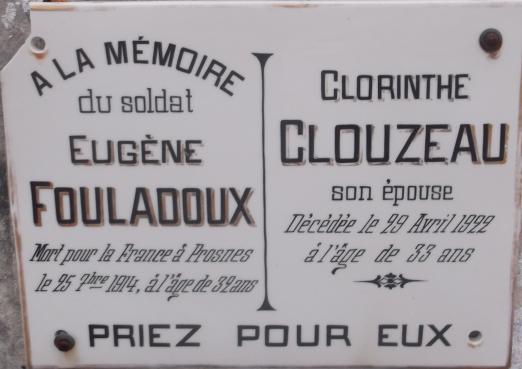 A LA MÉMOIRE
du soldat
EUGÈNE
FOULADOUX
Mort pour la France à Prosnes
le 25 7bre 1914, à l'âge de 32 ans
CLORINTHE
CLOUZEAU
son épouse
Décédée le 29 Avril 1922
à l'âge de 33 ans
PRIEZ POUR EUX